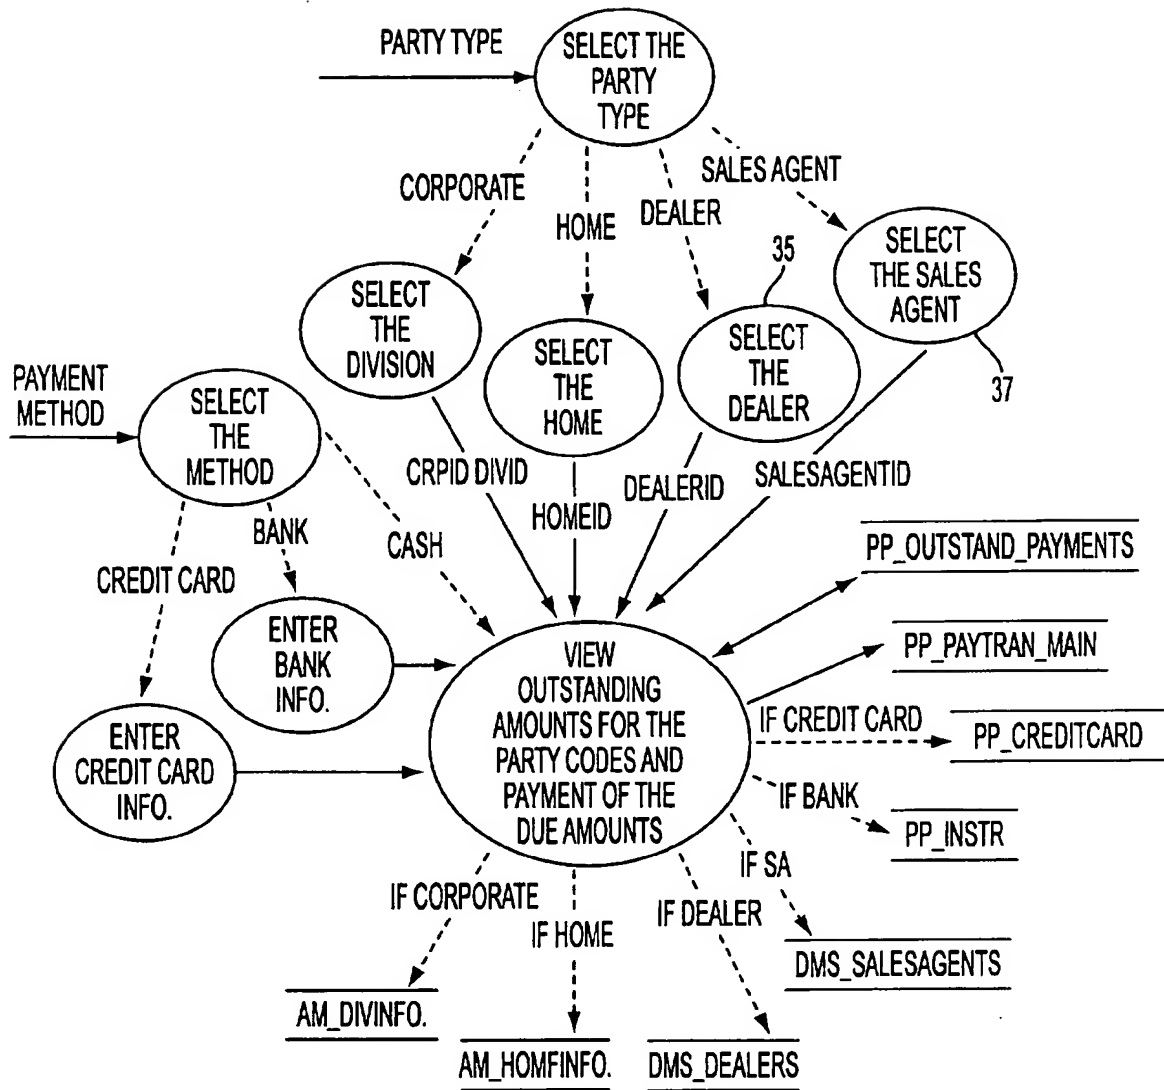 PARTY TYPE
SELECT THE
PARTY
TYPE
CORPORATE
HOME
DEALER
SALES AGENT
35
SELECT
THE SALES
AGENT
37
SELECT
THE
DIVISION
SELECT
THE
HOME
SELECT
THE
DEALER
PAYMENT
METHOD
SELECT
THE
METHOD
CRPID DIVID
HOMEID
DEALERID
SALESAGENTID
BANK
CASH
CREDIT CARD
ENTER
BANK
INFO.
ENTER
CREDIT CARD
INFO.
VIEW
OUTSTANDING
AMOUNTS FOR THE
PARTY CODES AND
PAYMENT OF THE
DUE AMOUNTS
PP_OUTSTAND_PAYMENTS
PP_PAYTRAN_MAIN
IF CREDIT CARD
PP_CREDITCARD
IF BANK
PP_INSTR
IF SA
DMS_SALESAGENTS
IF CORPORATE
IF HOME
IF DEALER
AM_DIVINFO.
AM_HOMFINFO.
DMS_DEALERS